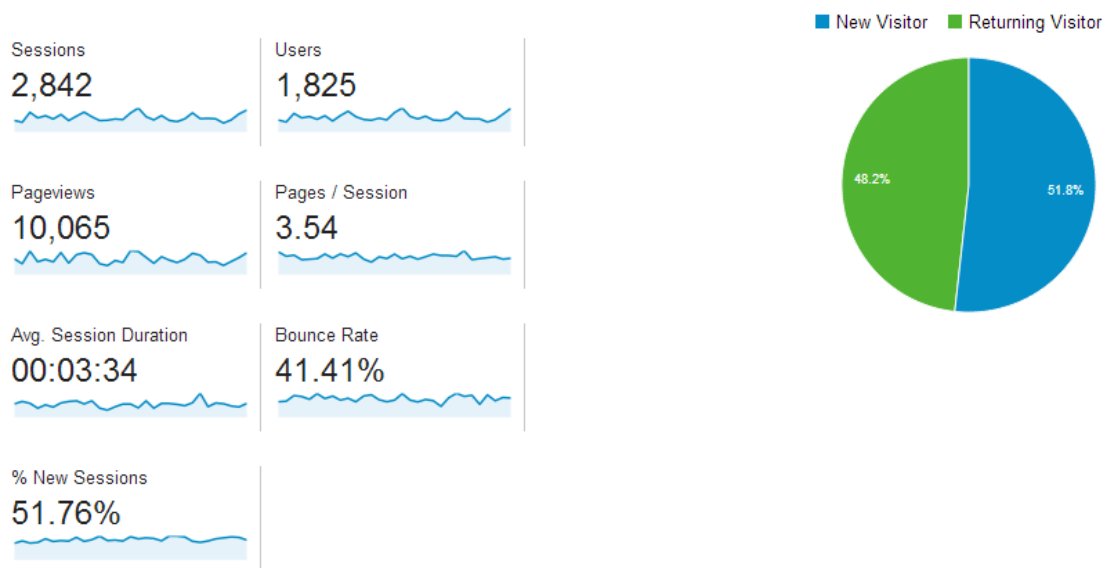 New Visitor Returning Visitor
Sessions Users
2,842 1,825
Pageviews Pages / Session
10,065 3.54
48.2% 51.8%
Avg. Session Duration Bounce Rate
00:03:34 41.41%
% New Sessions
51.76%